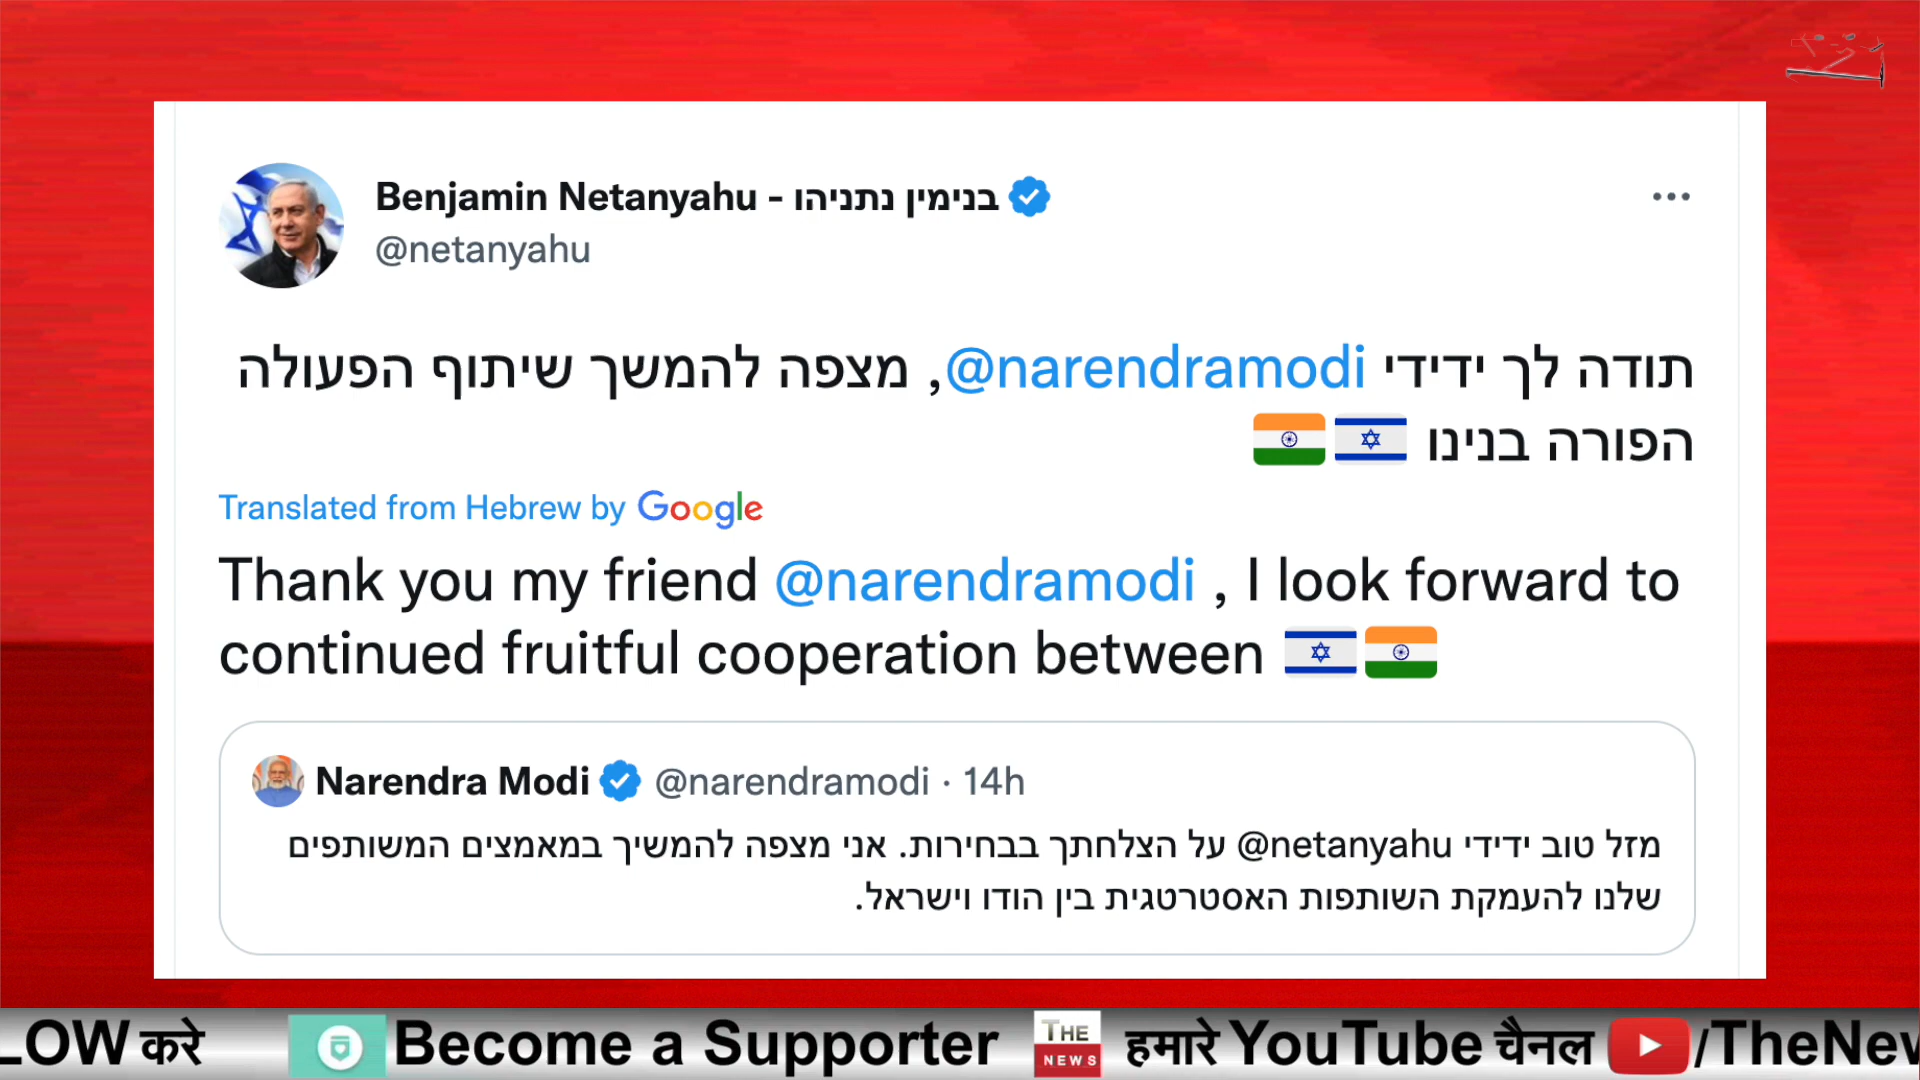 Benjamin Netanyahu - בנימין נתניהו
@netanyahu
תודה לך ידידי @narendramodi, מצפה להמשך שיתוף הפעולה
הפורה בנינו 🇮🇱🇮🇳
Translated from Hebrew by Google
Thank you my friend @narendramodi , I look forward to
continued fruitful cooperation between 🇮🇱🇮🇳
Narendra Modi @narendramodi · 14h
מזל טוב ידידי @netanyahu על הצלחתך בבחירות. אני מצפה להמשיך במאמצים המשותפים
שלנו להעמקת השותפות האסטרטגית בין הודו וישראל.
LOW करे Become a Supporter THE NEWS हमारे YouTube चैनल /TheNew